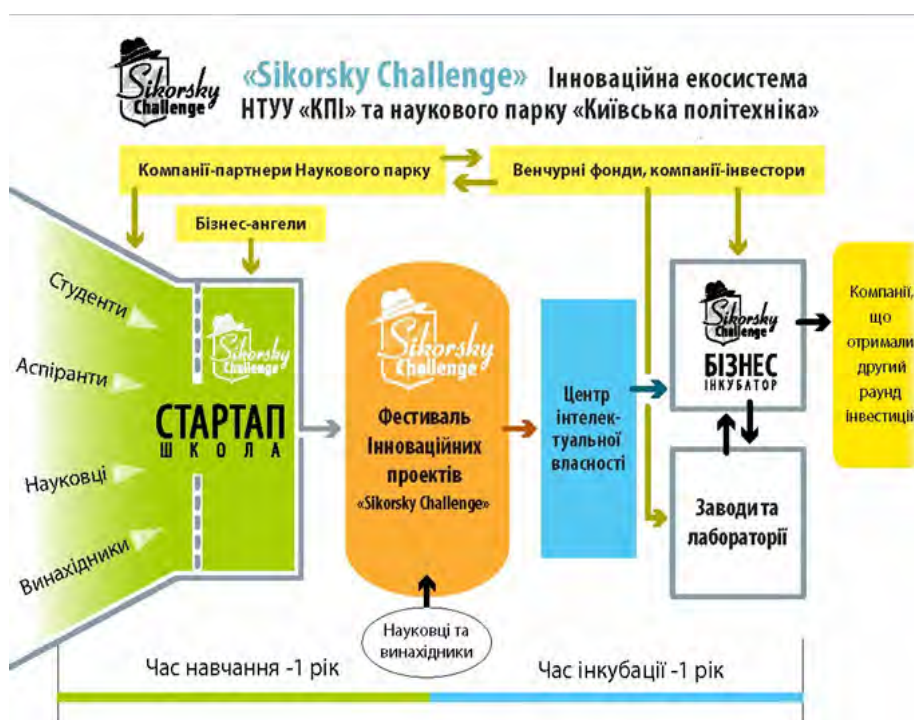 Sikorsky
Challenge
«Sikorsky Challenge» Інноваційна екосистема
НТУУ «КПІ» та наукового парку «Київська політехніка»
Компанії-партнери Наукового парку
Венчурні фонди, компанії-інвестори
Бізнес-ангели
Студенти
Аспіранти
Науковці
Винахідники
Sikorsky
Challenge
СТАРТАП
ШКОЛА
Sikorsky
Challenge
Фестиваль
Інноваційних
проектів
«Sikorsky Challenge»
Науковці та
винахідники
Центр
інтелек-
туальної
власності
Sikorsky
Challenge
БІЗНЕС
ІНКУБАТОР
Заводи та
лабораторії
Компанії,
що
отримали
другий
раунд
інвестиції
Час навчання -1 рік
Час інкубації -1 рік